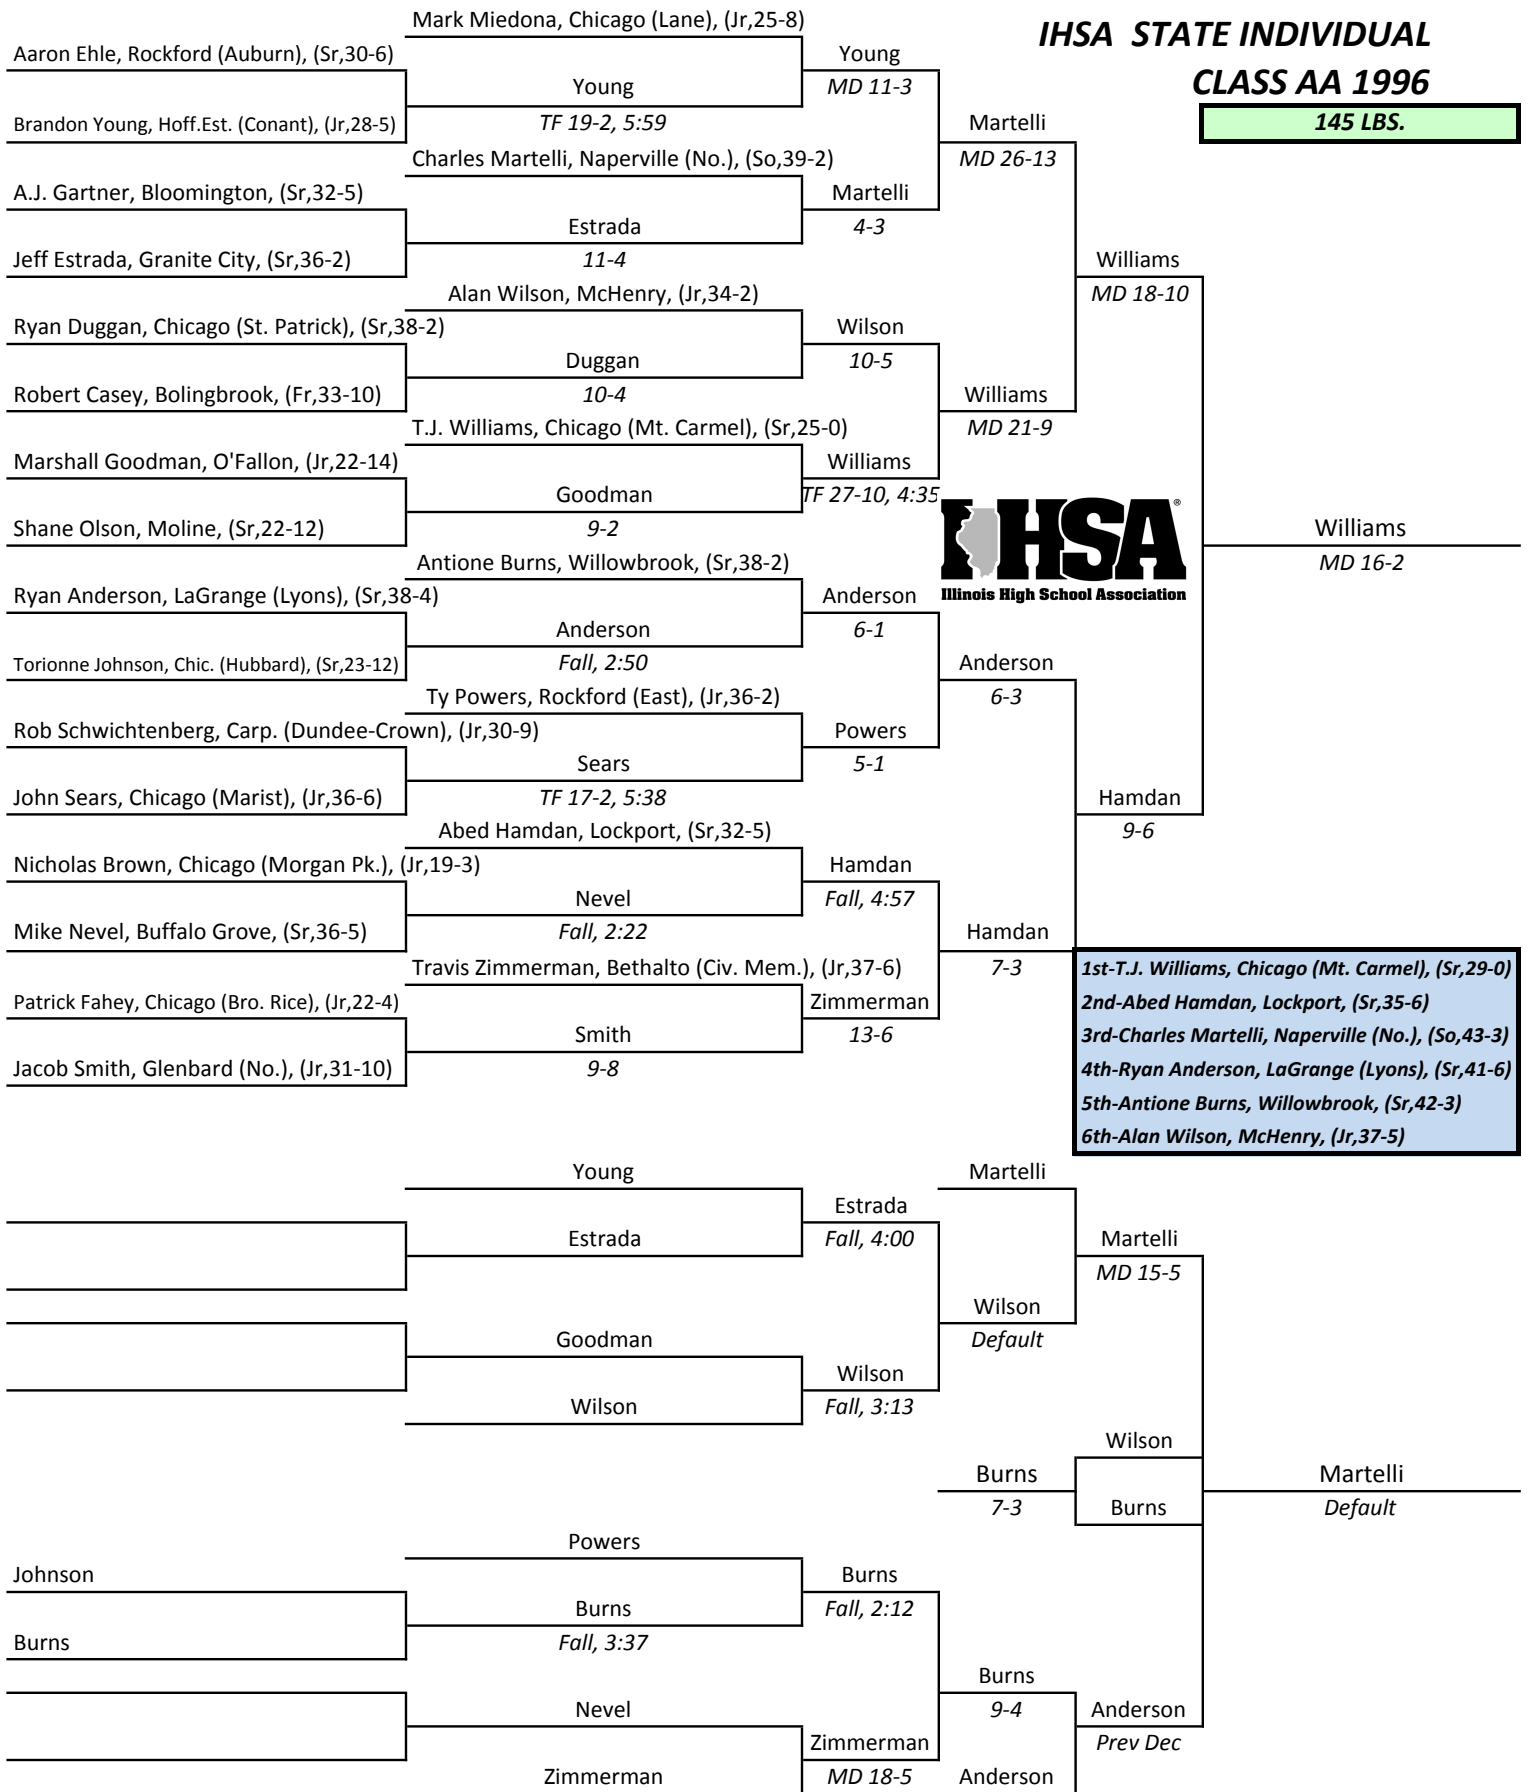 Mark Miedona, Chicago (Lane), (Jr,25-8)
IHSA STATE INDIVIDUAL
Aaron Ehle, Rockford (Auburn), (Sr,30-6)
Young
CLASS AA 1996
Young
MD 11-3
145 LBS.
Brandon Young, Hoff.Est. (Conant), (Jr,28-5)
TF 19-2, 5:59
Martelli
Charles Martelli, Naperville (No.), (So,39-2)
MD 26-13
A.J. Gartner, Bloomington, (Sr,32-5)
Martelli
Estrada
4-3
Jeff Estrada, Granite City, (Sr,36-2)
11-4
Williams
Alan Wilson, McHenry, (Jr,34-2)
MD 18-10
Ryan Duggan, Chicago (St. Patrick), (Sr,38-2)
Wilson
Duggan
10-5
Robert Casey, Bolingbrook, (Fr,33-10)
10-4
Williams
T.J. Williams, Chicago (Mt. Carmel), (Sr,25-0)
MD 21-9
Marshall Goodman, O'Fallon, (Jr,22-14)
Williams
Goodman
TF 27-10, 4:35
IHSA®
Shane Olson, Moline, (Sr,22-12)
9-2
Williams
Antione Burns, Willowbrook, (Sr,38-2)
MD 16-2
Illinois High School Association
Ryan Anderson, LaGrange (Lyons), (Sr,38-4)
Anderson
Anderson
6-1
Torionne Johnson, Chic. (Hubbard), (Sr,23-12)
Fall, 2:50
Anderson
Ty Powers, Rockford (East), (Jr,36-2)
6-3
Rob Schwichtenberg, Carp. (Dundee-Crown), (Jr,30-9)
Powers
Sears
5-1
John Sears, Chicago (Marist), (Jr,36-6)
TF 17-2, 5:38
Hamdan
Abed Hamdan, Lockport, (Sr,32-5)
9-6
Nicholas Brown, Chicago (Morgan Pk.), (Jr,19-3)
Hamdan
Nevel
Fall, 4:57
Mike Nevel, Buffalo Grove, (Sr,36-5)
Fall, 2:22
Hamdan
Travis Zimmerman, Bethalto (Civ. Mem.), (Jr,37-6)
7-3
1st-T.J. Williams, Chicago (Mt. Carmel), (Sr,29-0)
Patrick Fahey, Chicago (Bro. Rice), (Jr,22-4)
Zimmerman
2nd-Abed Hamdan, Lockport, (Sr,35-6)
Smith
13-6
3rd-Charles Martelli, Naperville (No.), (So,43-3)
Jacob Smith, Glenbard (No.), (Jr,31-10)
9-8
4th-Ryan Anderson, LaGrange (Lyons), (Sr,41-6)
5th-Antione Burns, Willowbrook, (Sr,42-3)
6th-Alan Wilson, McHenry, (Jr,37-5)
Young
Martelli
Estrada
Estrada
Fall, 4:00
Martelli
MD 15-5
Wilson
Goodman
Default
Wilson
Wilson
Fall, 3:13
Wilson
Burns
Martelli
7-3
Burns
Default
Powers
Johnson
Burns
Burns
Fall, 2:12
Burns
Fall, 3:37
Burns
Nevel
9-4
Anderson
Zimmerman
Prev Dec
Zimmerman
MD 18-5
Anderson